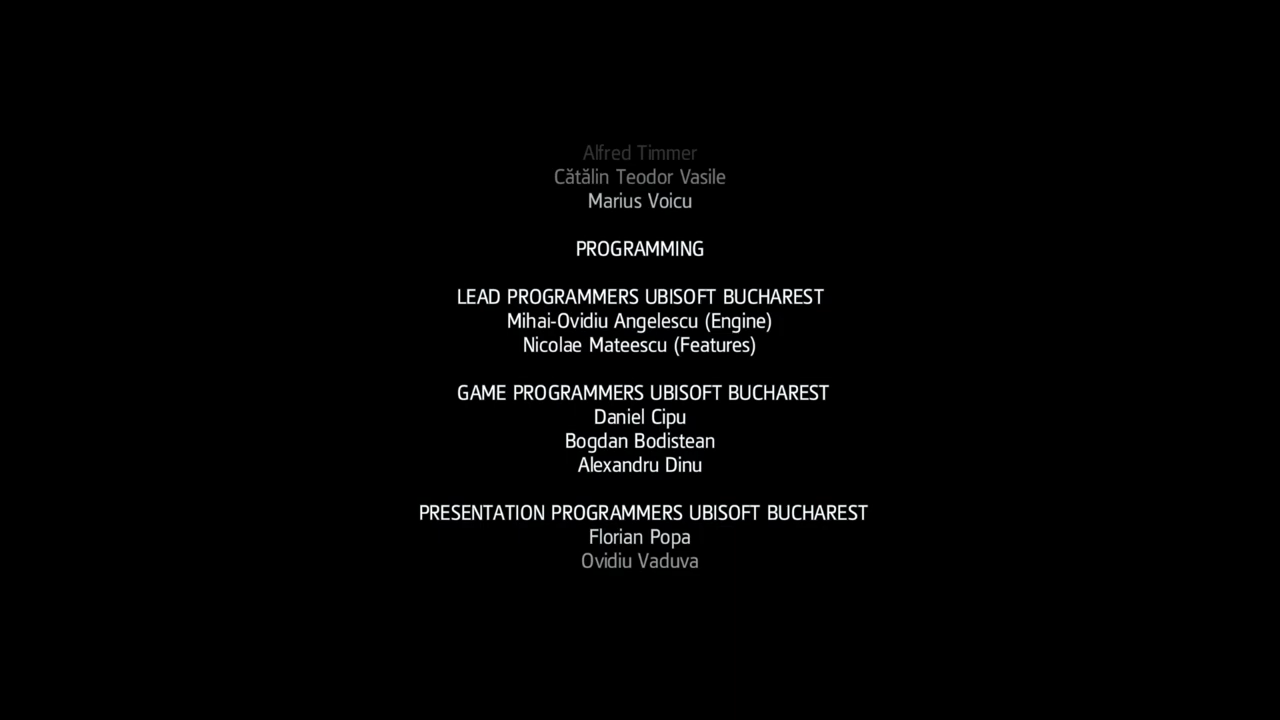 Alfred Timmer
Cătălin Teodor Vasile
Marius Voicu
PROGRAMMING
LEAD PROGRAMMERS UBISOFT BUCHAREST
Mihai-Ovidiu Angelescu (Engine)
Nicolae Mateescu (Features)
GAME PROGRAMMERS UBISOFT BUCHAREST
Daniel Cipu
Bogdan Bodistean
Alexandru Dinu
PRESENTATION PROGRAMMERS UBISOFT BUCHAREST
Florian Popa
Ovidiu Vaduva